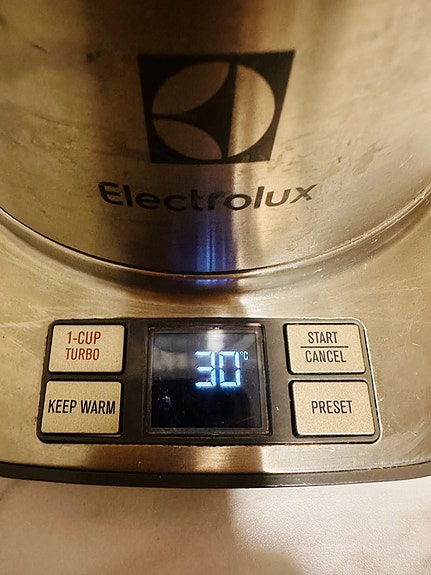 Electrolux
1-CUP
TURBO
30°C
START
CANCEL
KEEP WARM
PRESET